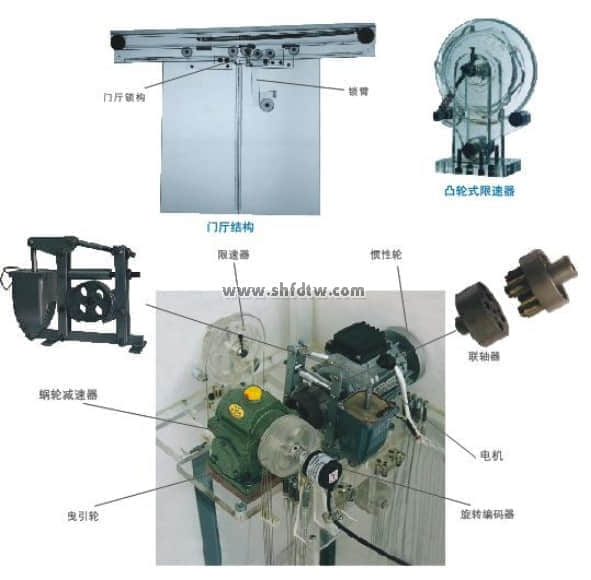 门厅锁构
锁臂
凸轮式限速器
门厅结构
限速器
惯性轮
www.shfdtw.com
联轴器
蜗轮减速器
电机
曳引轮
旋转编码器